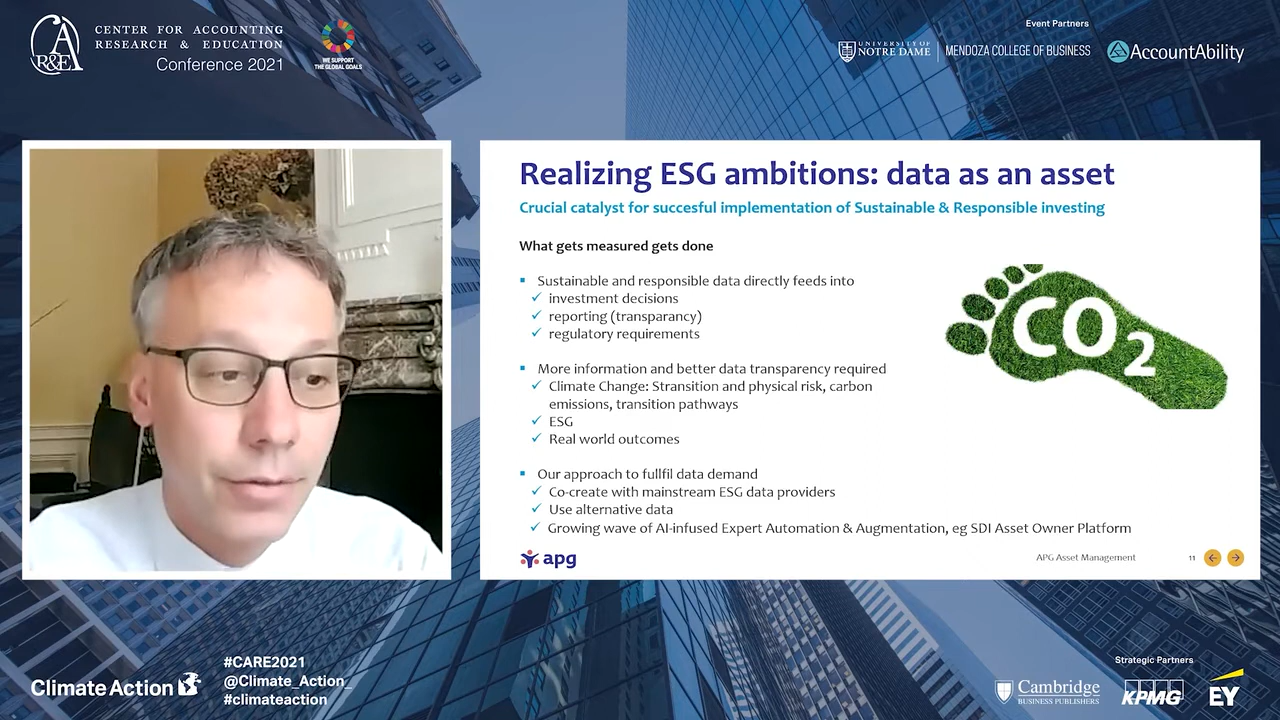 CENTER FOR ACCOUNTING
RESEARCH & EDUCATION
Conference 2021
CA
R&E
WE SUPPORT
THE GLOBAL GOALS
Event Partners
UNIVERSITY OF
NOTRE DAME
MENDOZA COLLEGE OF BUSINESS
AccountAbility
Realizing ESG ambitions: data as an asset
Crucial catalyst for succesful implementation of Sustainable & Responsible investing
What gets measured gets done
Sustainable and responsible data directly feeds into
investment decisions
reporting (transparancy)
regulatory requirements
More information and better data transparency required
Climate Change: Stransition and physical risk, carbon
emissions, transition pathways
ESG
Real world outcomes
Our approach to fullfil data demand
Co-create with mainstream ESG data providers
Use alternative data
Growing wave of AI-infused Expert Automation & Augmentation, eg SDI Asset Owner Platform
CO2
apg
APG Asset Management
11
Climate Action
#CARE2021
@Climate_Action_
#climateaction
Strategic Partners
Cambridge
BUSINESS PUBLISHERS
KPMG
EY